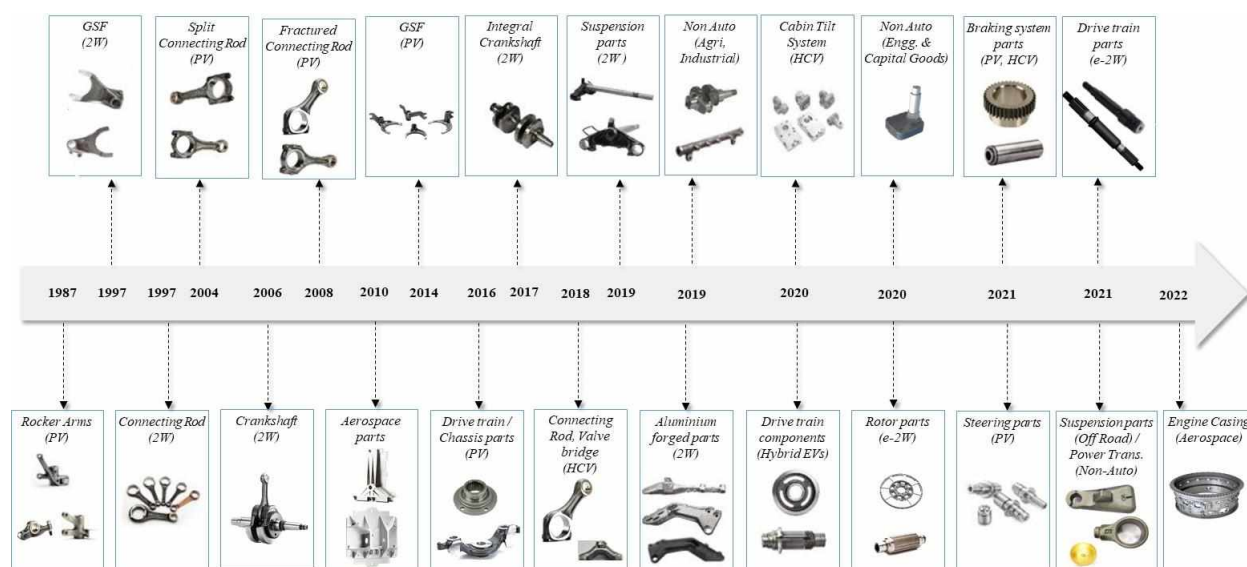 GSF
(2W)
Split
Connecting Rod
(PV)
Fractured
Connecting Rod
(PV)
GSF
(PV)
Integral
Crankshaft
(2W)
Suspension
parts
(2W )
Non Auto
(Agri,
Industrial)
Cabin Tilt
System
(HCV)
Non Auto
(Engg. &
Capital Goods)
Braking system
parts
(PV, HCV)
Drive train
parts
(e-2W)
1987 1997 1997 2004 2006 2008 2010 2014 2016 2017 2018 2019 2019 2020 2020 2021 2021 2022
Rocker Arms
(PV)
Connecting Rod
(2W)
Crankshaft
(2W)
Aerospace
parts
Drive train /
Chassis parts
(PV)
Connecting
Rod, Valve
bridge
(HCV)
Aluminium
forged parts
(2W)
Drive train
components
(Hybrid EVs)
Rotor parts
(e-2W)
Steering parts
(PV)
Suspension parts
(Off Road) /
Power Trans.
(Non-Auto)
Engine Casing
(Aerospace)